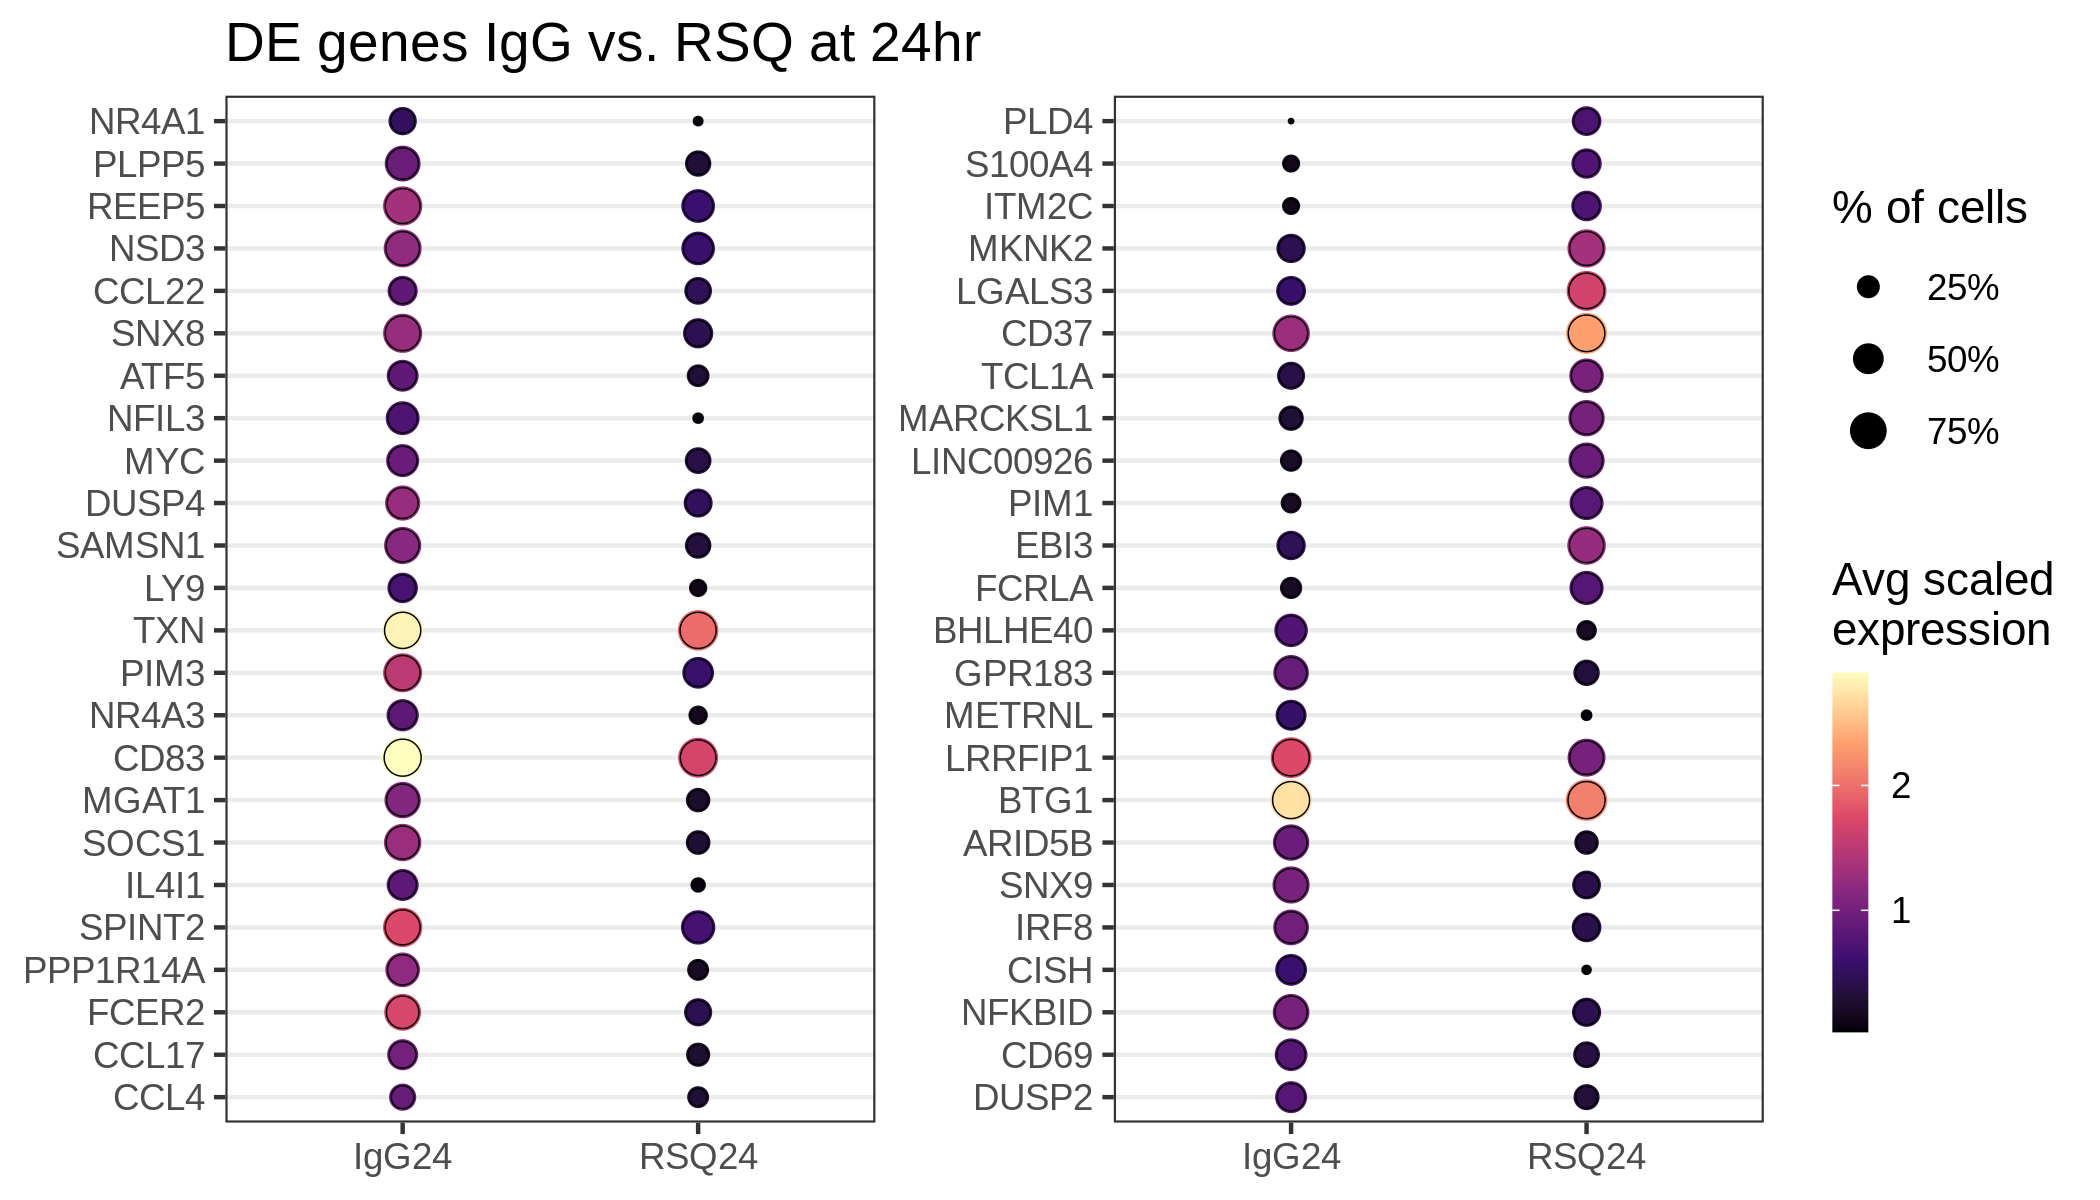 DE genes IgG vs. RSQ at 24hr
NR4A1
PLPP5
REEP5
NSD3
CCL22
SNX8
ATF5
NFIL3
MYC
DUSP4
SAMSN1
LY9
TXN
PIM3
NR4A3
CD83
MGAT1
SOCS1
IL4I1
SPINT2
PPP1R14A
FCER2
CCL17
CCL4
IgG24 RSQ24
PLD4
S100A4
ITM2C
MKNK2
LGALS3
CD37
TCL1A
MARCKSL1
LINC00926
PIM1
EBI3
FCRLA
BHLHE40
GPR183
METRNL
LRRFIP1
BTG1
ARID5B
SNX9
IRF8
CISH
NFKBID
CD69
DUSP2
IgG24 RSQ24
% of cells
25%
50%
75%
Avg scaled
expression
2
1